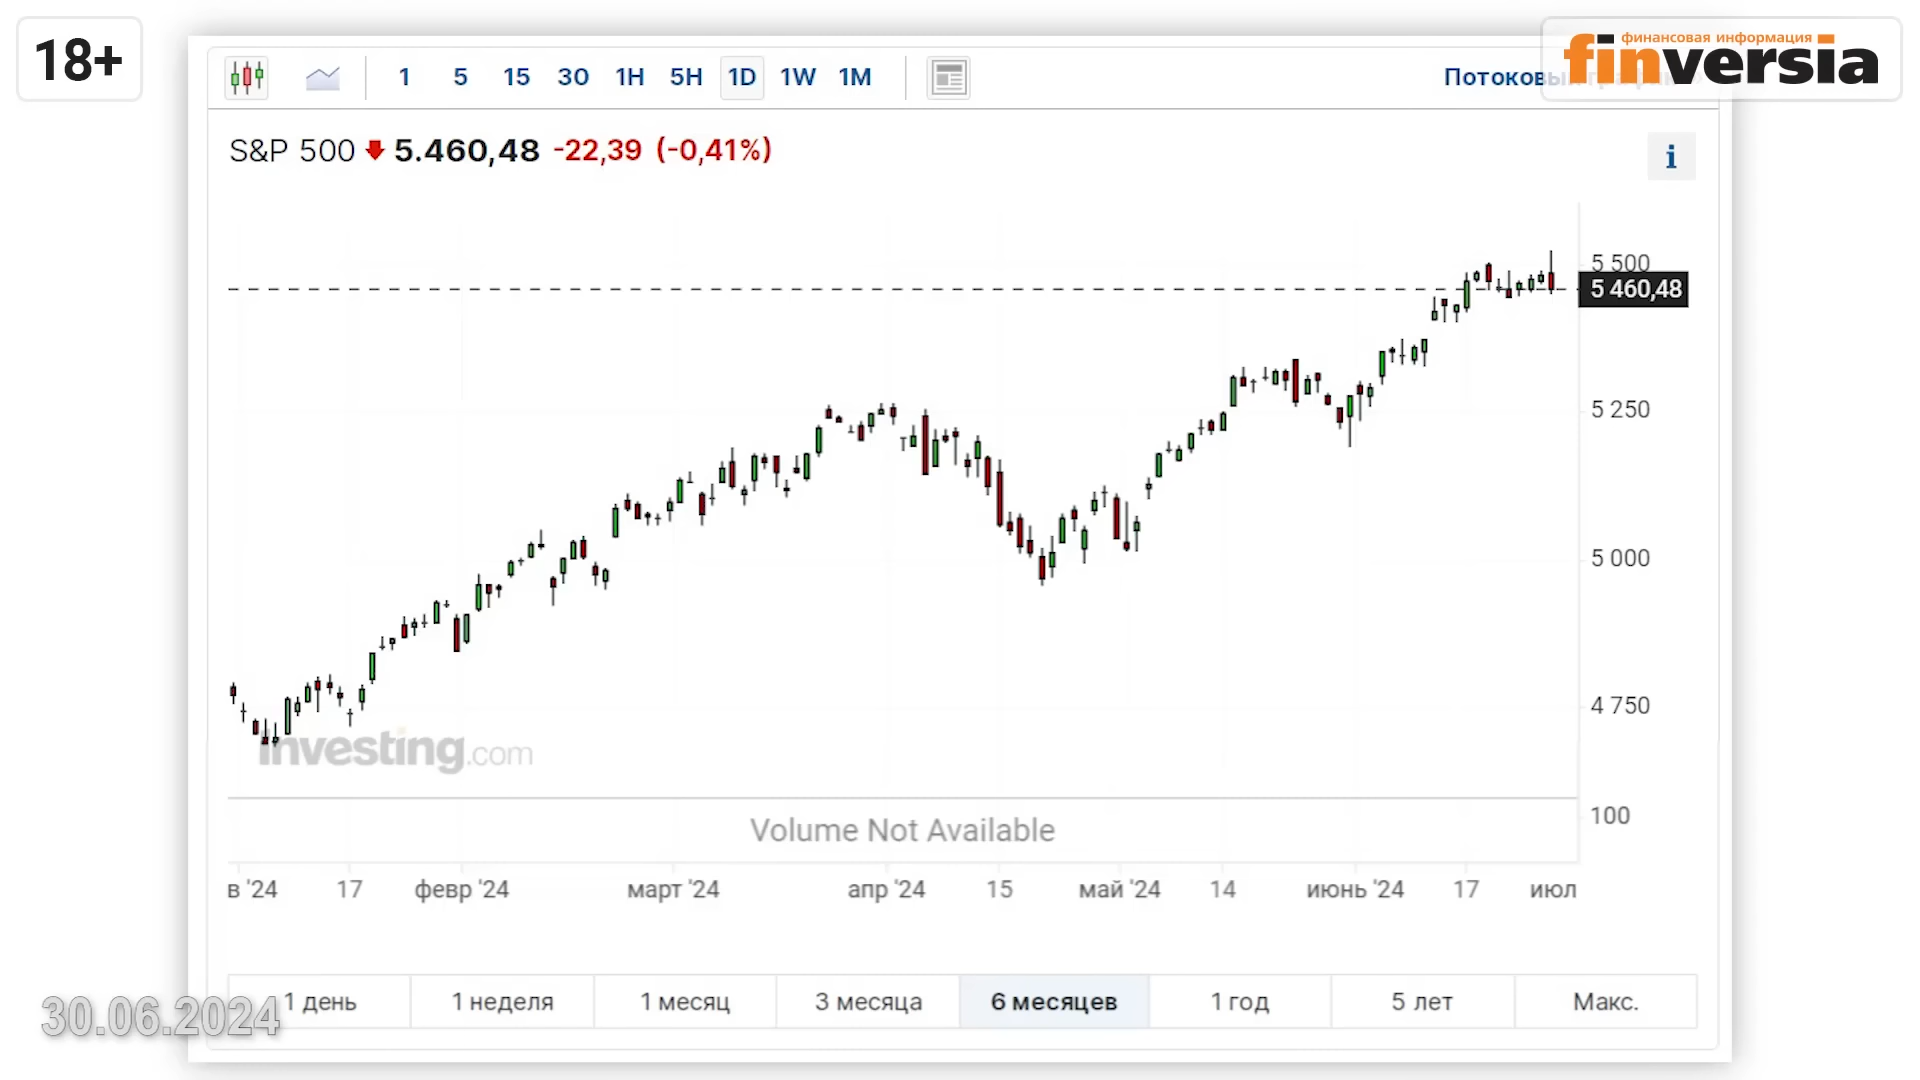 18+
финансовая информация
finversia
1 5 15 30 1H 5H 1D 1W 1M
S&P 500 5.460,48 -22,39 (-0,41%)
i
5 500
5 460,48
5 250
5 000
4 750
investing.com
100
Volume Not Available
в '24 17 февр '24 март '24 апр '24 15 май '24 14 июнь '24 17 июл
1 день 1 неделя 1 месяц 3 месяца 6 месяцев 1 год 5 лет Макс.
30.06.2024